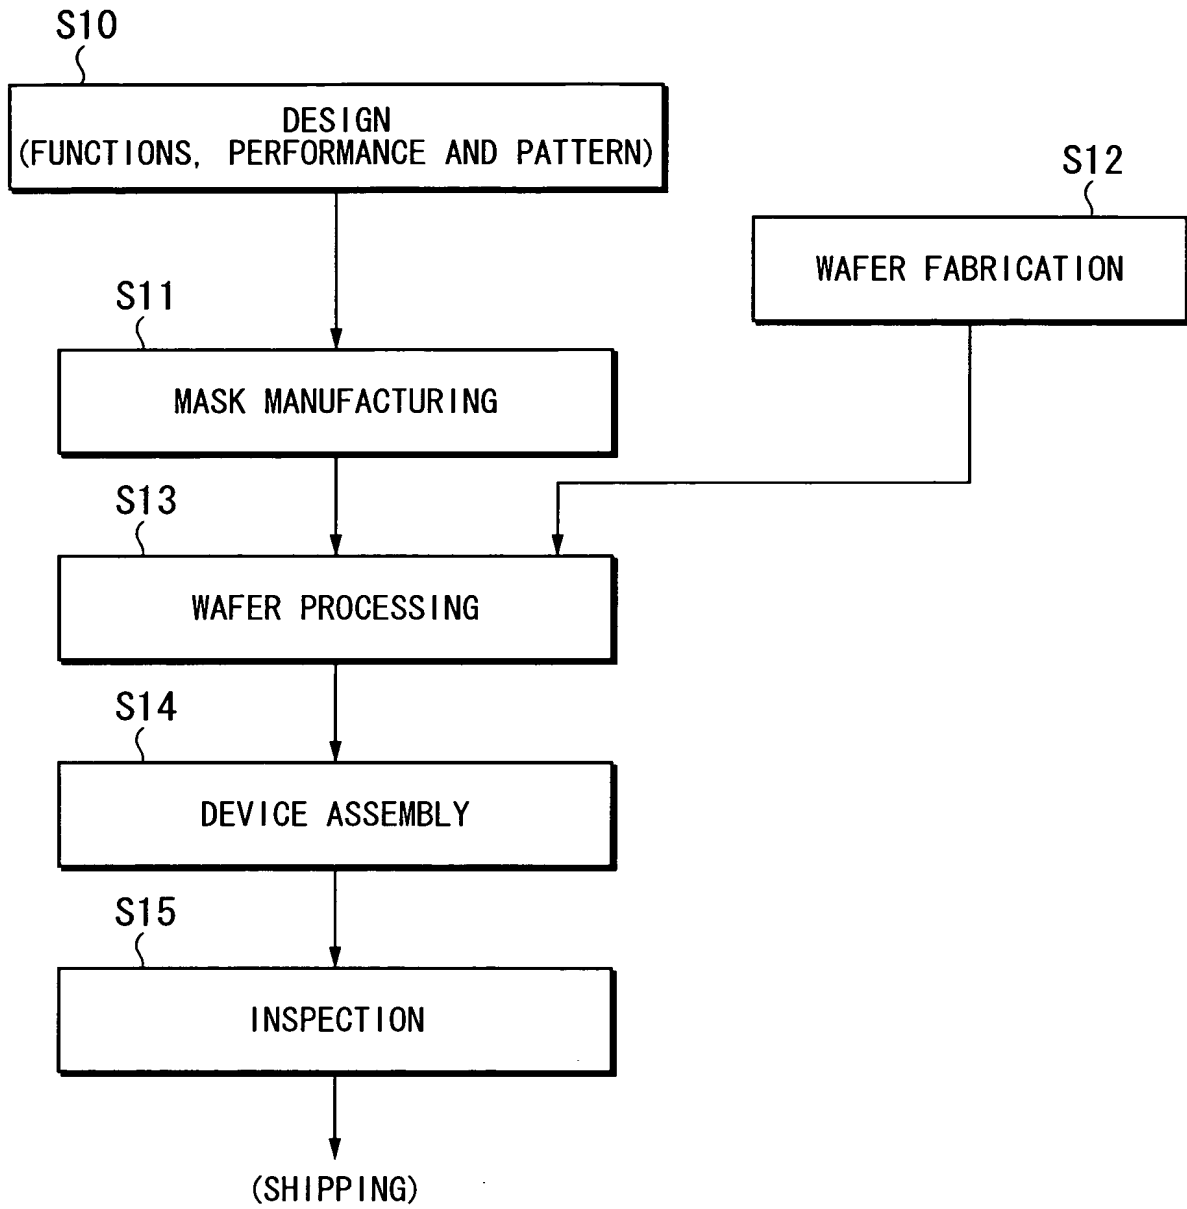 S10
DESIGN
(FUNCTIONS, PERFORMANCE AND PATTERN)
S12
WAFER FABRICATION
S11
MASK MANUFACTURING
S13
WAFER PROCESSING
S14
DEVICE ASSEMBLY
S15
INSPECTION
(SHIPPING)